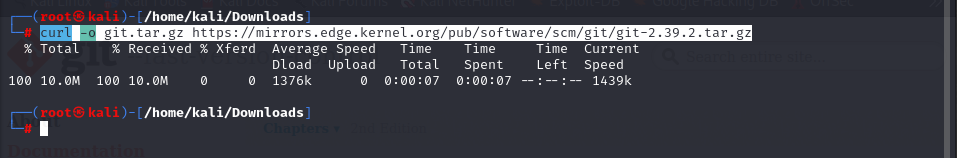 ┌──(root㉿kali)-[/home/kali/Downloads]
└─# curl -o git.tar.gz https://mirrors.edge.kernel.org/pub/software/scm/git/git-2.39.2.tar.gz
  % Total    % Received % Xferd  Average Speed   Time    Time     Time  Current
                                 Dload  Upload   Total   Spent    Left  Speed
100 10.0M  100 10.0M    0     0  1376k      0  0:00:07  0:00:07 --:--:-- 1439k
┌──(root㉿kali)-[/home/kali/Downloads]
└─#